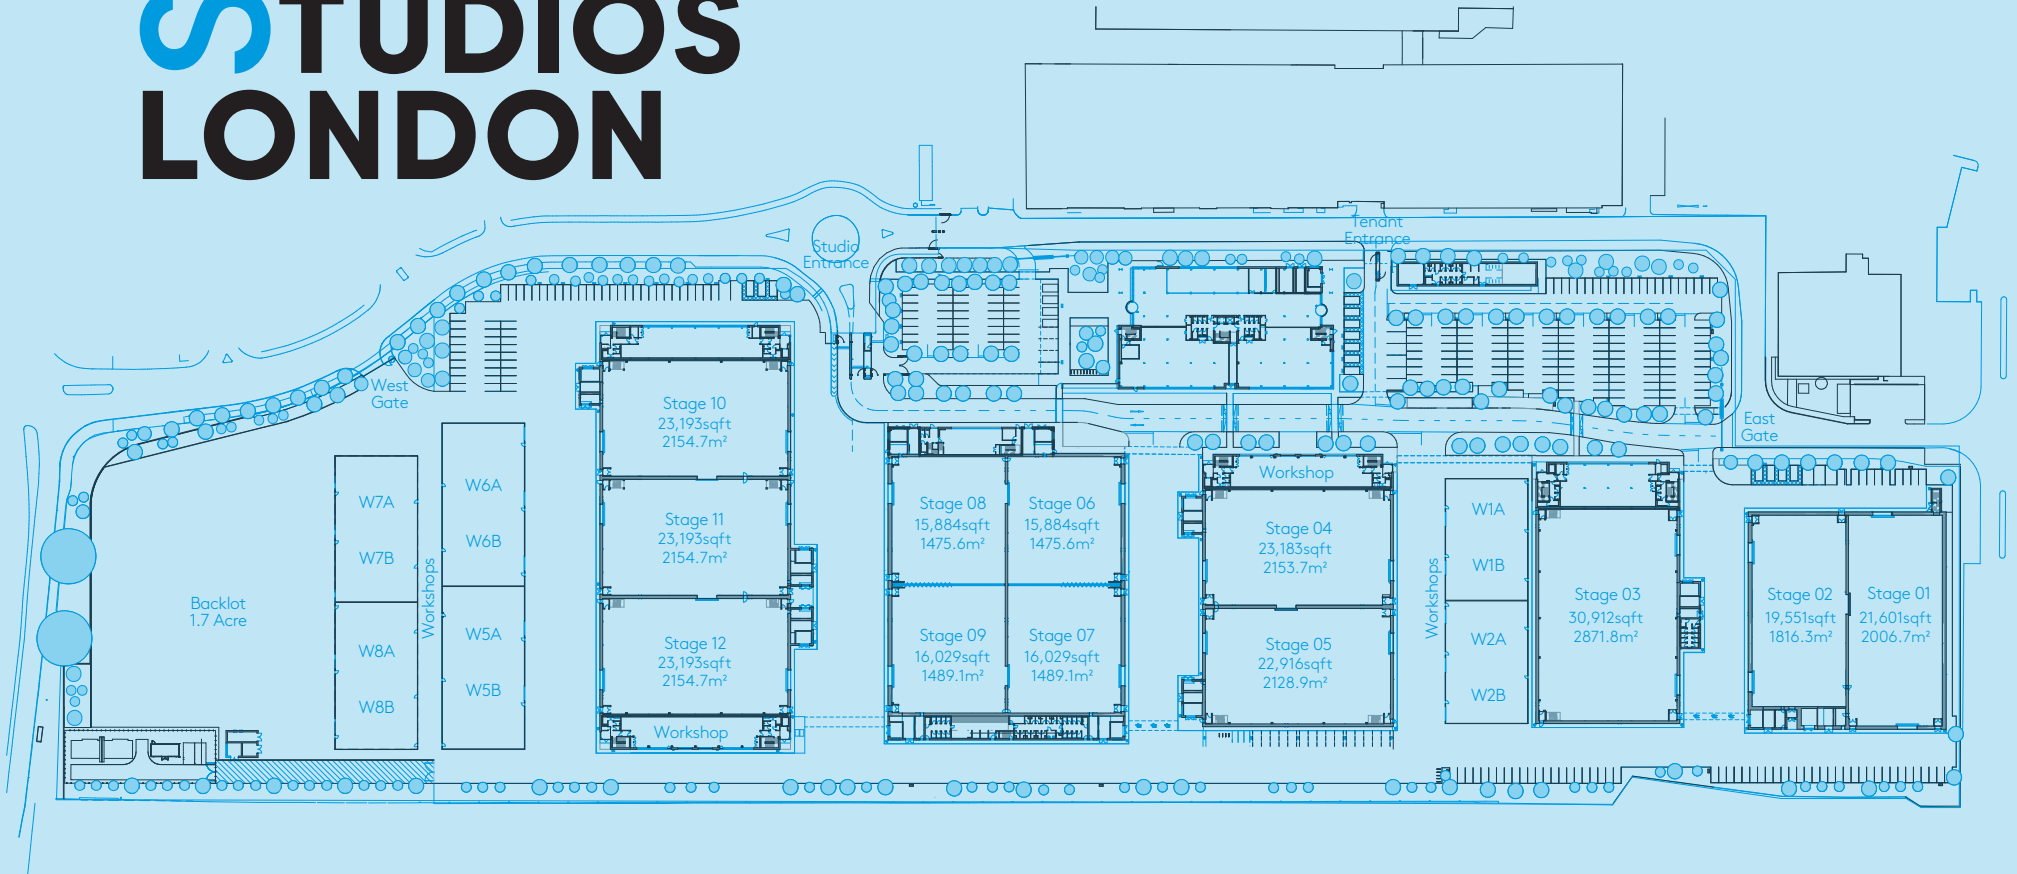 STUDIOS
LONDON
Studio
Entrance
Tenant
Entrance
West
Gate
East
Gate
Backlot
1.7 Acre
W7A
W7B
W8A
W8B
Workshops
W6A
W6B
W5A
W5B
Stage 10
23,193sqft
2154.7m²
Stage 11
23,193sqft
2154.7m²
Stage 12
23,193sqft
2154.7m²
Workshop
Stage 08
15,884sqft
1475.6m²
Stage 06
15,884sqft
1475.6m²
Stage 09
16,029sqft
1489.1m²
Stage 07
16,029sqft
1489.1m²
Workshop
Stage 04
23,183sqft
2153.7m²
Stage 05
22,916sqft
2128.9m²
Workshops
W1A
W1B
W2A
W2B
Stage 03
30,912sqft
2871.8m²
Stage 02
19,551sqft
1816.3m²
Stage 01
21,601sqft
2006.7m²